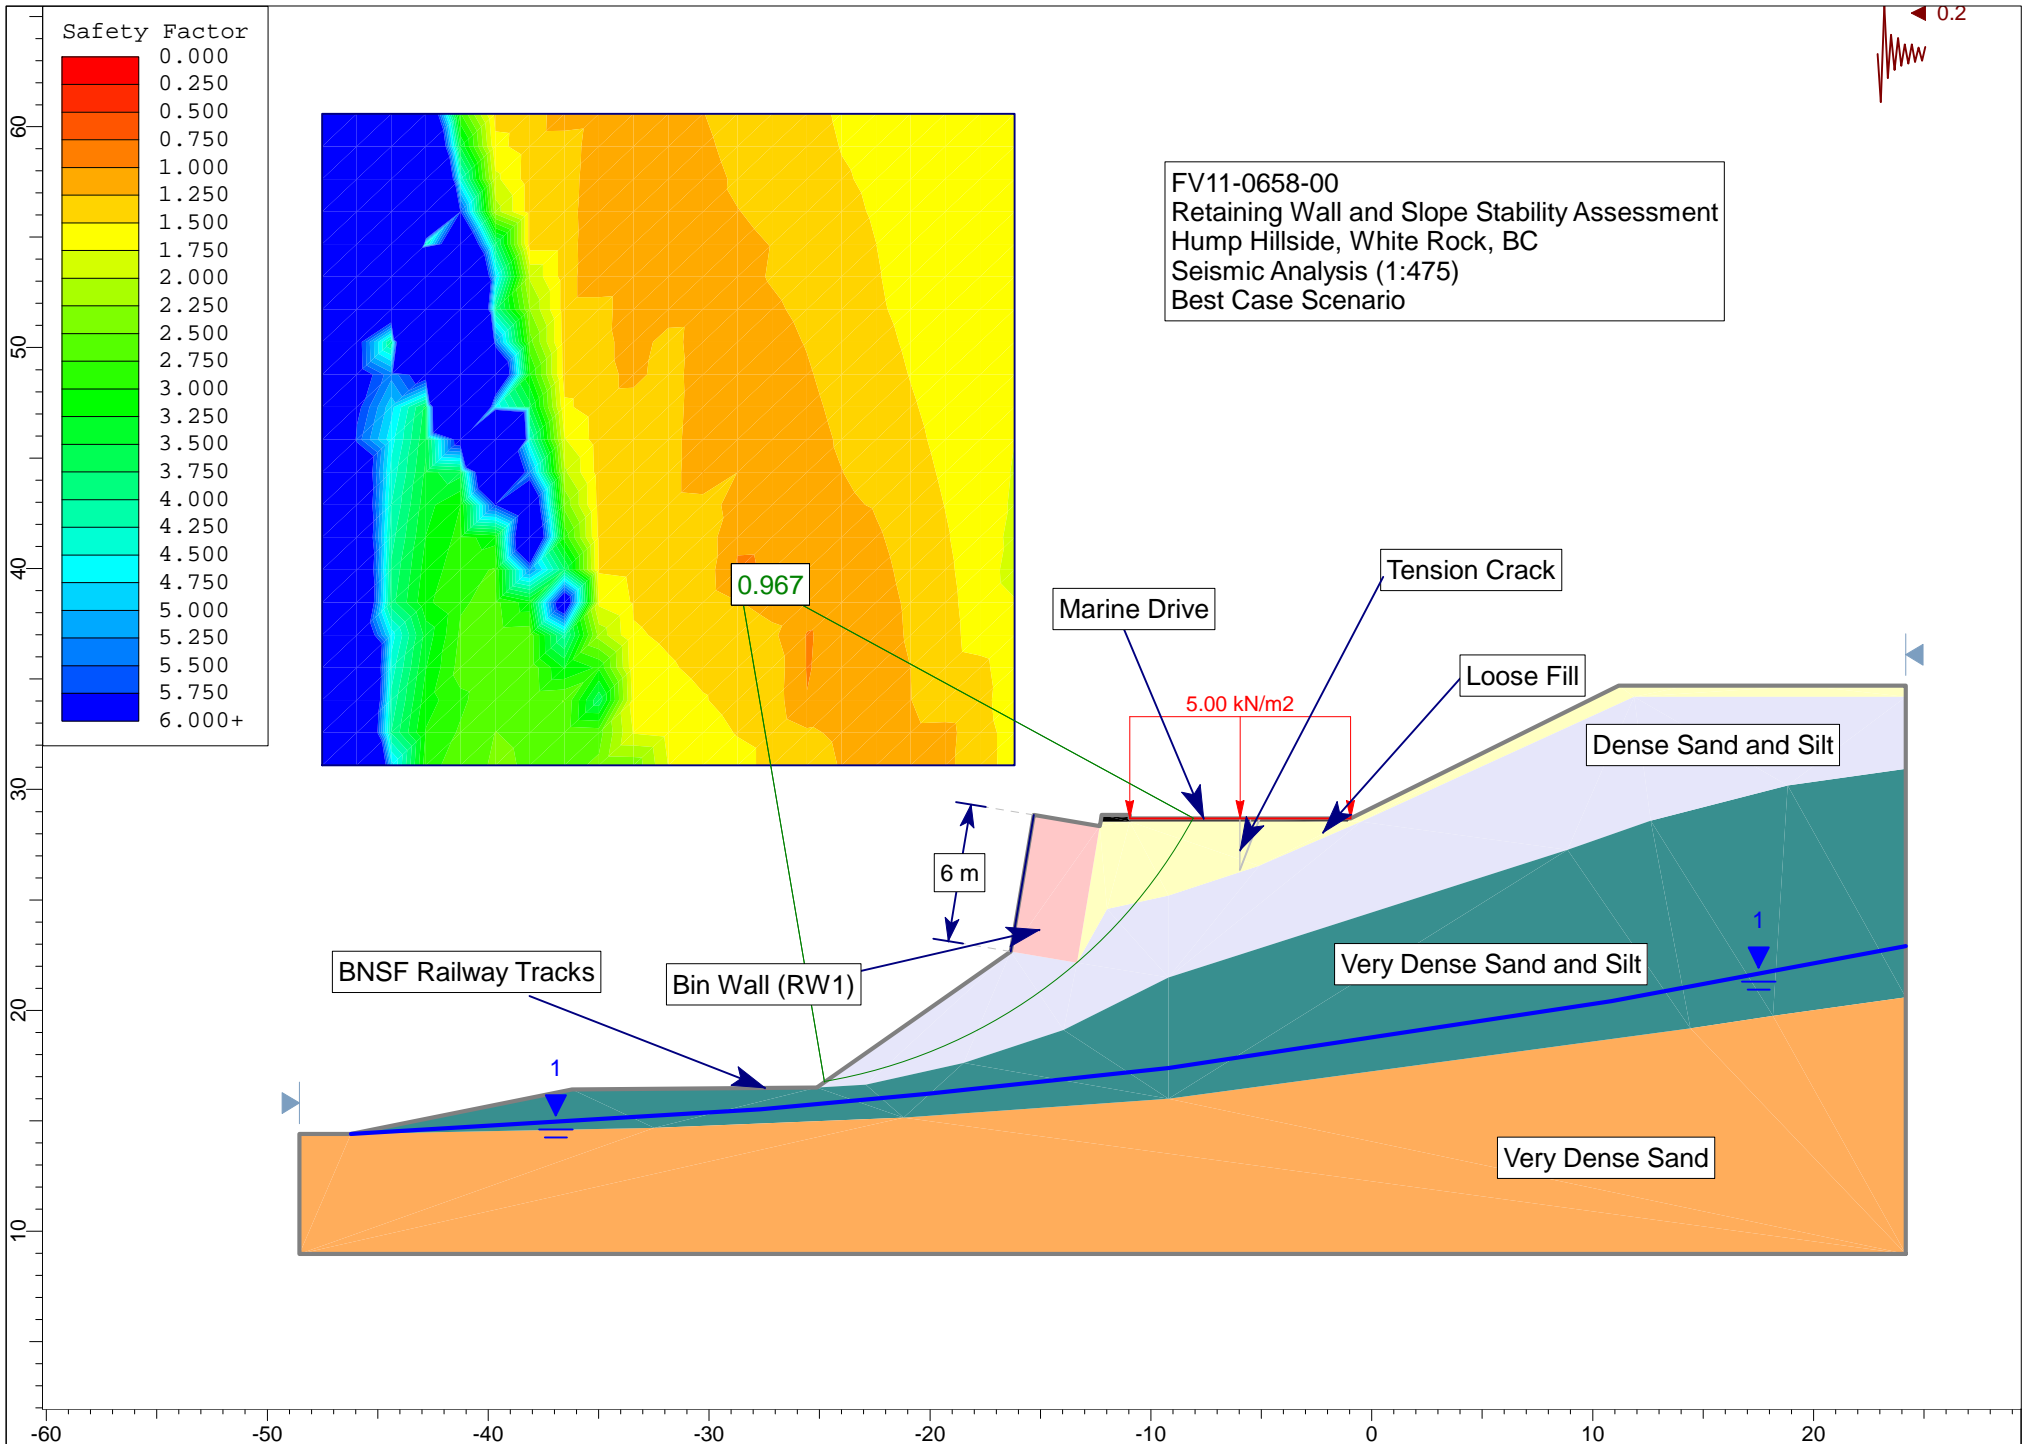 Safety Factor
0.000
0.250
0.500
0.750
1.000
1.250
1.500
1.750
2.000
2.250
2.500
2.750
3.000
3.250
3.500
3.750
4.000
4.250
4.500
4.750
5.000
5.250
5.500
5.750
6.000+
0.2
FV11-0658-00
Retaining Wall and Slope Stability Assessment
Hump Hillside, White Rock, BC
Seismic Analysis (1:475)
Best Case Scenario
0.967
Tension Crack
Marine Drive
Loose Fill
5.00 kN/m2
Dense Sand and Silt
6 m
1
Very Dense Sand and Silt
BNSF Railway Tracks
Bin Wall (RW1)
1
Very Dense Sand
60
50
40
30
20
10
-60
-50
-40
-30
-20
-10
0
10
20